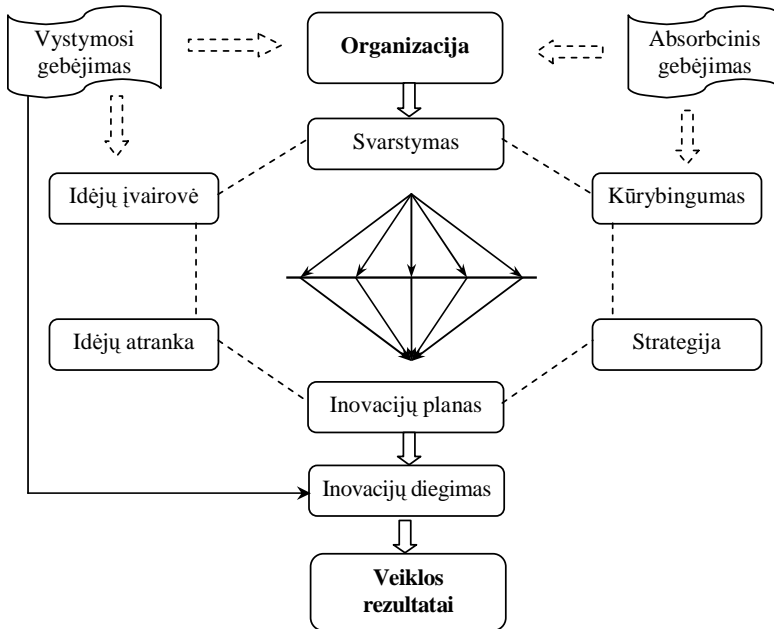 Vystymosi
gebėjimas
Organizacija
Absorbcinis
gebėjimas
Svarstymas
Idėjų įvairovė
Kūrybingumas
Idėjų atranka
Strategija
Inovacijų planas
Inovacijų diegimas
Veiklos
rezultatai